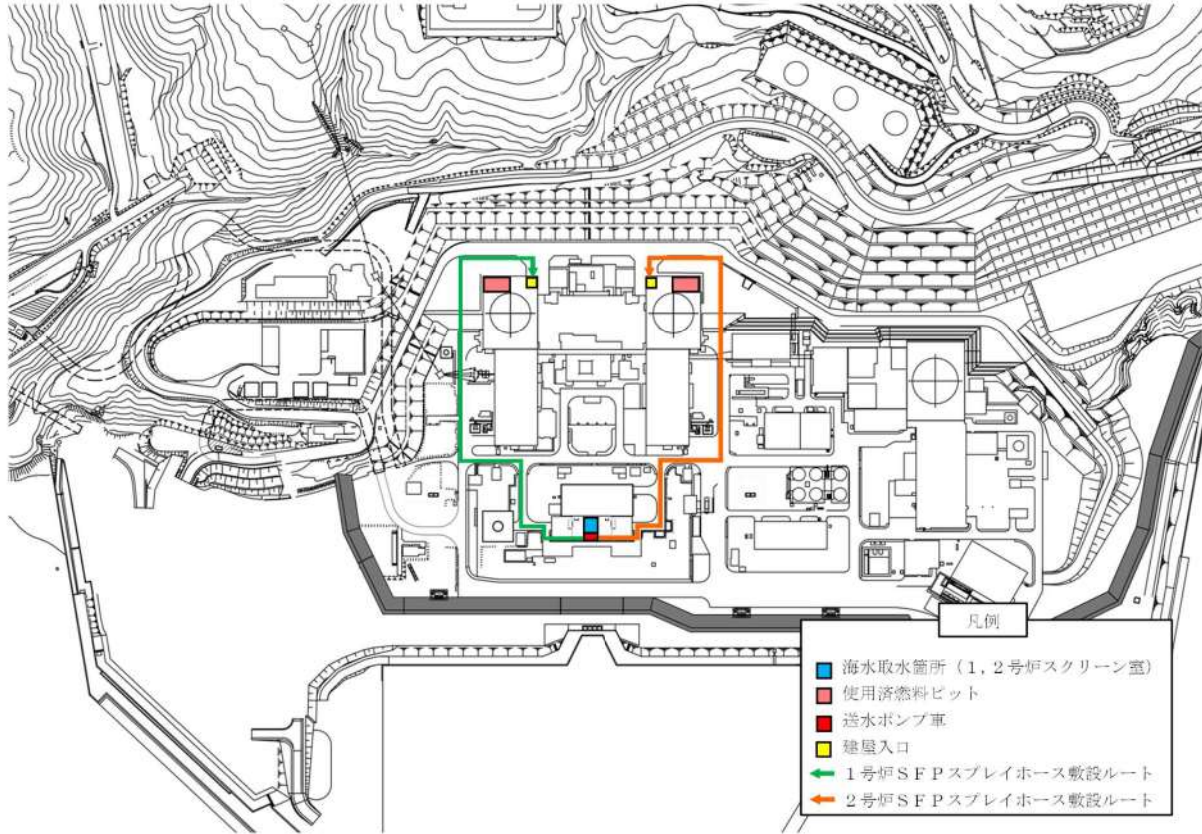 凡例
海水取水箇所（１，２号炉スクリーン室）
使用済燃料ピット
送水ポンプ車
建屋入口
１号炉ＳＦＰスプレイホース敷設ルート
２号炉ＳＦＰスプレイホース敷設ルート